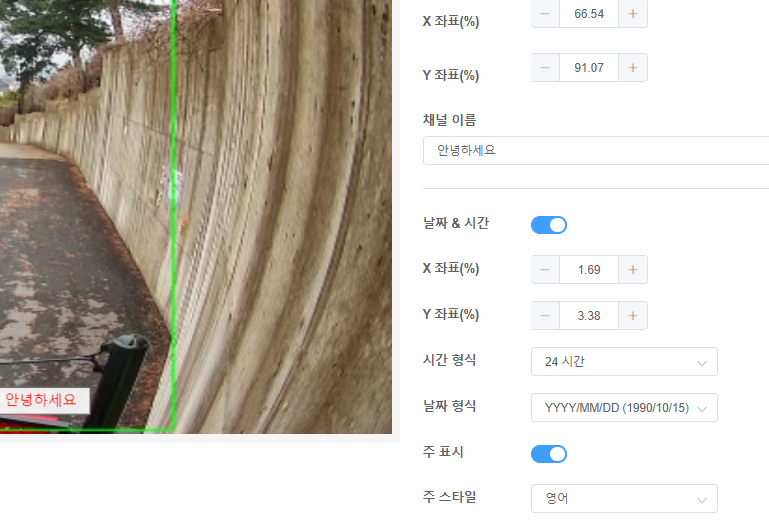 X 좌표(%)
66.54
Y 좌표(%)
91.07
채널 이름
안녕하세요
날짜 & 시간
X 좌표(%)
1.69
Y 좌표(%)
3.38
시간 형식
24 시간
날짜 형식
YYYY/MM/DD (1990/10/15)
주 표시
주 스타일
영어
안녕하세요